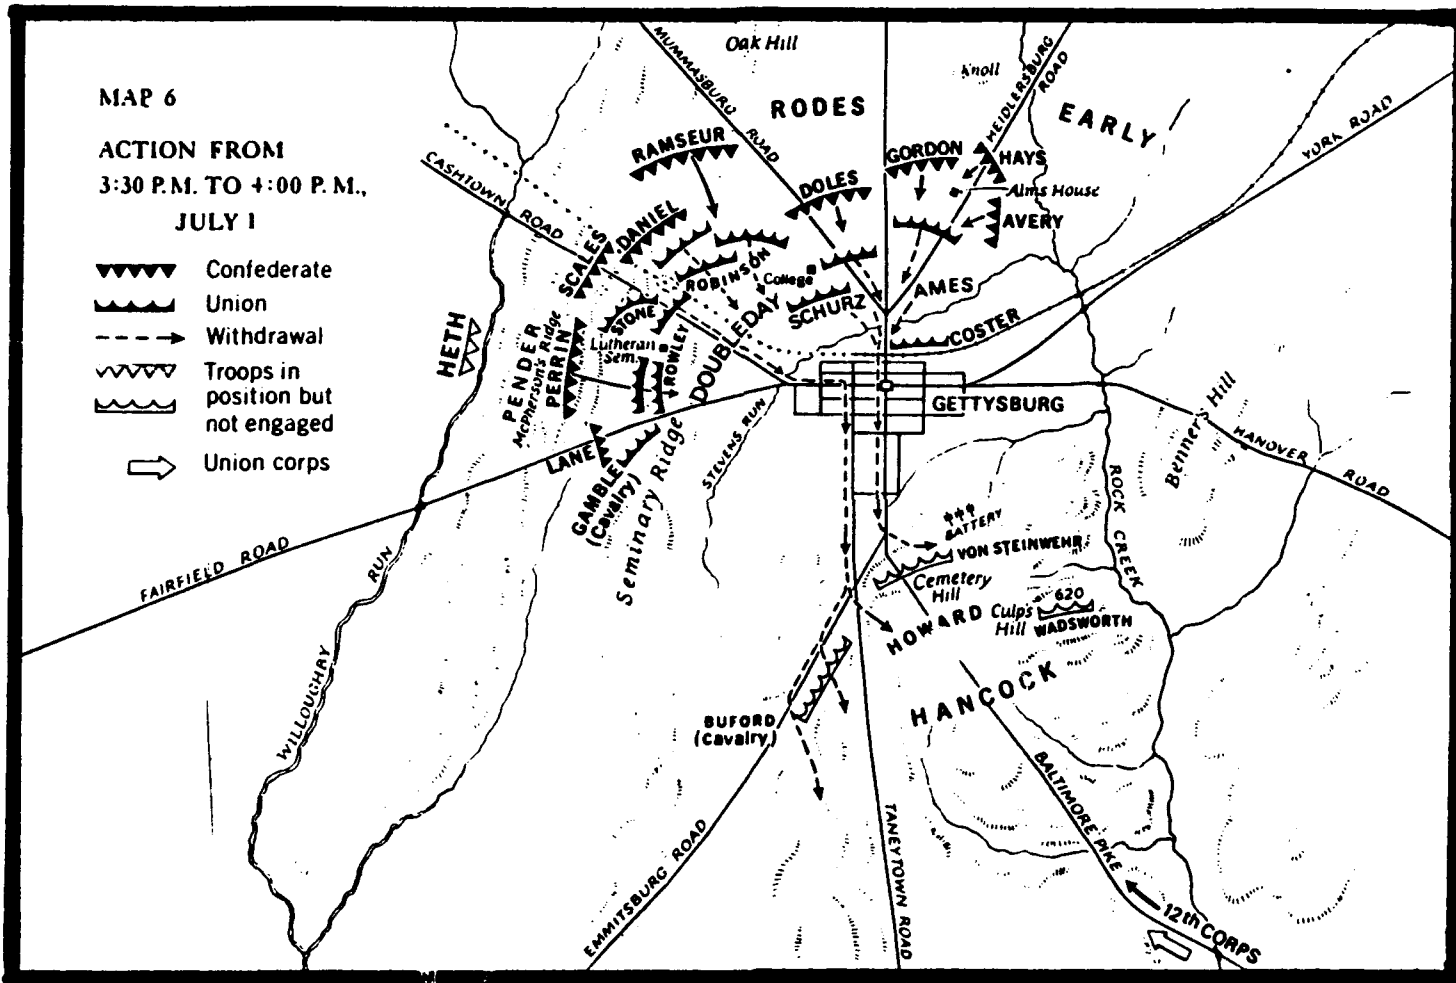 MAP 6
ACTION FROM
3:30 P.M. TO 4:00 P.M.,
JULY 1
Confederate
Union
Withdrawal
Troops in
position but
not engaged
Union corps
Oak Hill
Knoll
MUMMASBURG ROAD
HEIDLERSBURG
ROAD
RODES
EARLY
YORK ROAD
RAMSEUR
GORDON
HAYS
CASHTOWN ROAD
DOLES
Alms House
AVERY
DANIEL
SCALES
ROBINSON
College
AMES
SCHURZ
STONE
COSTER
HETH
PENDER
McPherson's Ridge
PERRIN
Lutheran
Sem.
ROWLEY
DOUBLEDAY
GETTYSBURG
STEVENS RUN
Benner's Hill
HANOVER ROAD
LANE
GAMBLE
(Cavalry)
Seminary Ridge
ROCK CREEK
BATTERY
FAIRFIELD ROAD
VON STEINWEHR
Cemetery
Hill
620
Culp's
Hill
WADSWORTH
HOWARD
WILLOUGHRY RUN
HANCOCK
BUFORD
(Cavalry)
BALTIMORE PIKE
EMMITSBURG ROAD
TANEYTOWN ROAD
12th CORPS